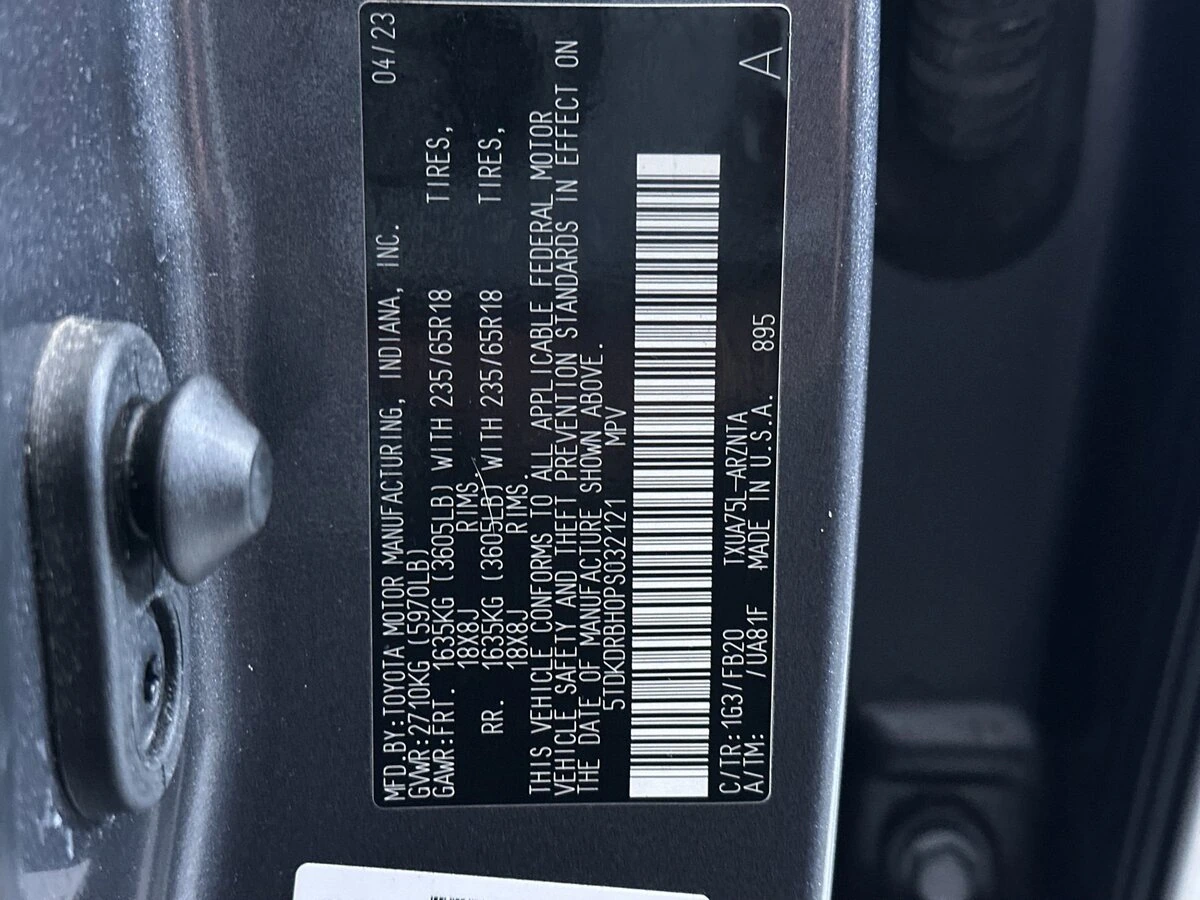 MFD.BY:TOYOTA MOTOR MANUFACTURING, INDIANA, INC. 04/23
GVWR:2710KG (5970LB)
GAWR:FRT. 1635KG (3605LB) WITH 235/65R18 TIRES,
18X8J RIMS.
RR. 1635KG (3605LB) WITH 235/65R18 TIRES,
18X8J RIMS.
THIS VEHICLE CONFORMS TO ALL APPLICABLE FEDERAL MOTOR
VEHICLE SAFETY AND THEFT PREVENTION STANDARDS IN EFFECT ON
THE DATE OF MANUFACTURE SHOWN ABOVE.
5TDKDRBH0PS032121 MPV
C/TR:1G3/FB20 TXUA75L-ARZNIA
A/TM: /UA81F MADE IN U.S.A. 895
A